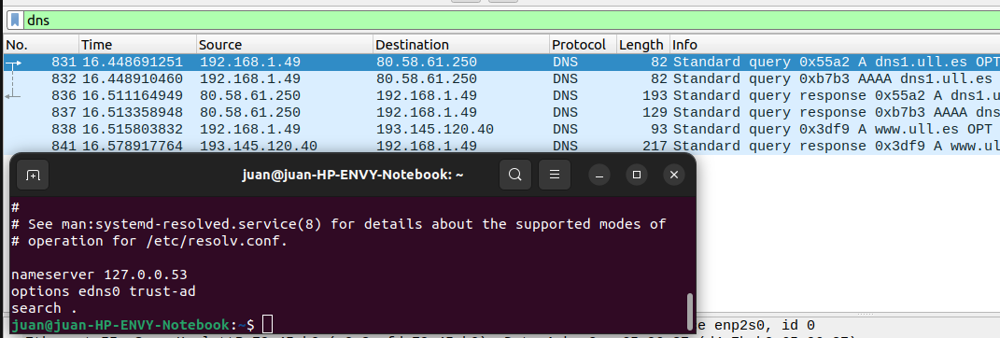 dns
No. Time Source Destination Protocol Length Info
831 16.448691251 192.168.1.49 80.58.61.250 DNS 82 Standard query 0x55a2 A dns1.ull.es OPT
832 16.448910460 192.168.1.49 80.58.61.250 DNS 82 Standard query 0xb7b3 AAAA dns1.ull.es
836 16.511164949 80.58.61.250 192.168.1.49 DNS 193 Standard query response 0x55a2 A dns1.u
837 16.513358948 80.58.61.250 192.168.1.49 DNS 129 Standard query response 0xb7b3 AAAA dns
838 16.515803832 192.168.1.49 193.145.120.40 DNS 93 Standard query 0x3df9 A www.ull.es OPT
841 16.578917764 193.145.120.40 192.168.1.49 DNS 217 Standard query response 0x3df9 A www.ul
juan@juan-HP-ENVY-Notebook: ~
#
# See man:systemd-resolved.service(8) for details about the supported modes of
# operation for /etc/resolv.conf.
nameserver 127.0.0.53
options edns0 trust-ad
search .
juan@juan-HP-ENVY-Notebook:~$
e enp2s0, id 0